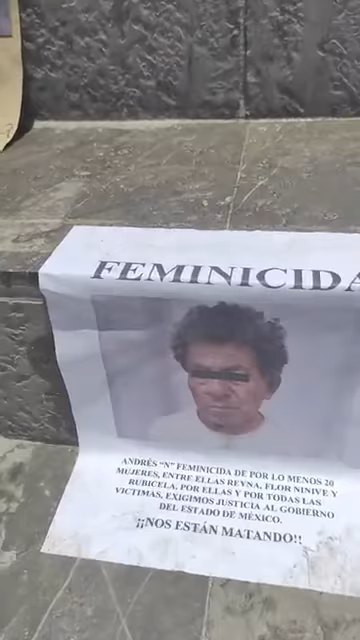 FEMINICIDA
ANDRÉS "N" FEMINICIDA DE POR LO MENOS 20
MUJERES, ENTRE ELLAS REYNA, FLOR NINIVE Y
RUBICELA, POR ELLAS Y POR TODAS LAS
VICTIMAS, EXIGIMOS JUSTICIA AL GOBIERNO
DEL ESTADO DE MÉXICO.
¡¡NOS ESTÁN MATANDO!!